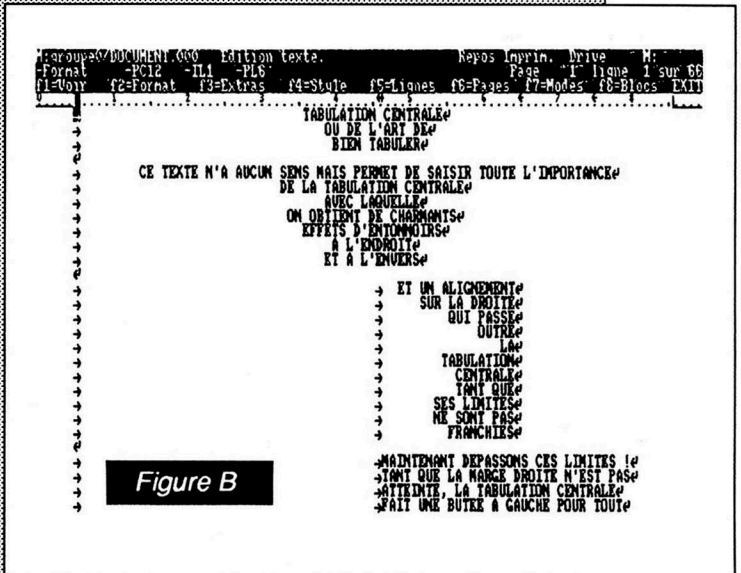 M:groupe0/DOCUMENT.000 Edition texte. Repos Imprim. Drive M:
-Format -PC12 -IL1 -PL6 Page 1 ligne 1 sur 66
f1=Voir f2=Format f3=Extras f4=Style f5=Lignes f6=Pages f7=Modes f8=Blocs EXIT
TABULATION CENTRALE
OU DE L'ART DE
BIEN TABULER
CE TEXTE N'A AUCUN SENS MAIS PERMET DE SAISIR TOUTE L'IMPORTANCE
DE LA TABULATION CENTRALE
AVEC LAQUELLE
ON OBTIENT DE CHARMANTS
EFFETS D'ENTONNOIRS
A L'ENDROIT
ET A L'ENVERS
ET UN ALIGNEMENT
SUR LA DROITE
QUI PASSE
OUTRE
LA
TABULATION
CENTRALE
TANT QUE
SES LIMITES
NE SONT PAS
FRANCHIES
MAINTENANT DEPASSONS CES LIMITES !
TANT QUE LA MARGE DROITE N'EST PAS
ATTEINTE, LA TABULATION CENTRALE
FAIT UNE BUTEE A GAUCHE POUR TOUT
Figure B